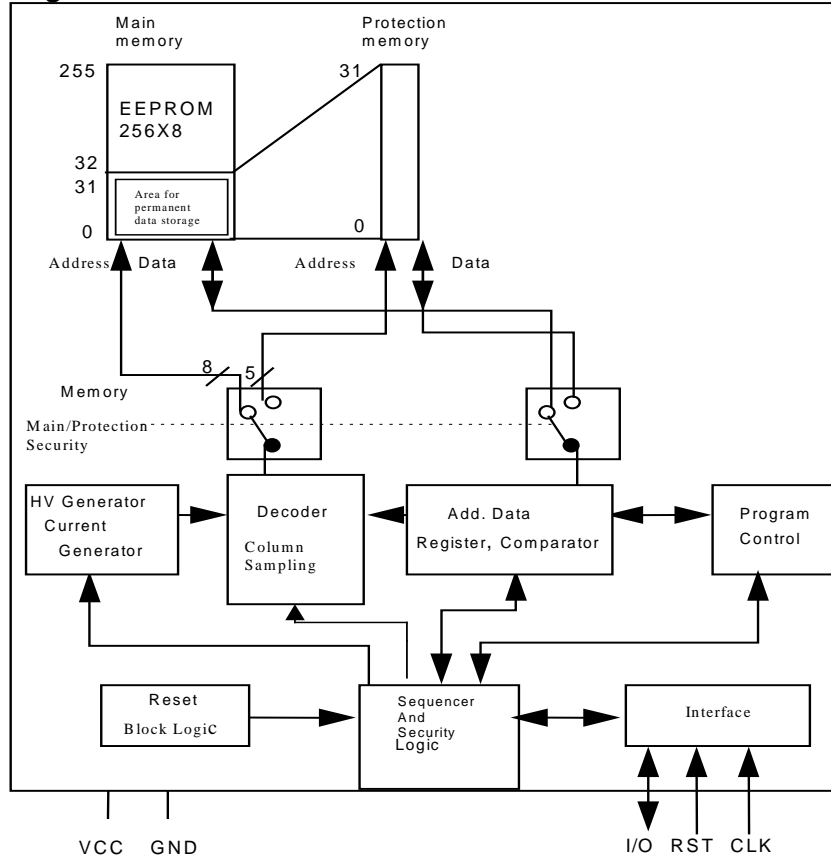 Main
memory
Protection
memory
255
31
EEPROM
256X8
32
31
Area for
permanent
data storage
0
0
Address
Data
Address
Data
8
5
Memory
Main/Protection
Security
HV Generator
Current
Generator
Decoder
Column
Sampling
Add. Data
Register, Comparator
Program
Control
Reset
Block Logic
Sequencer
And
Security
Logic
Interface
VCC
GND
I/O
RST
CLK